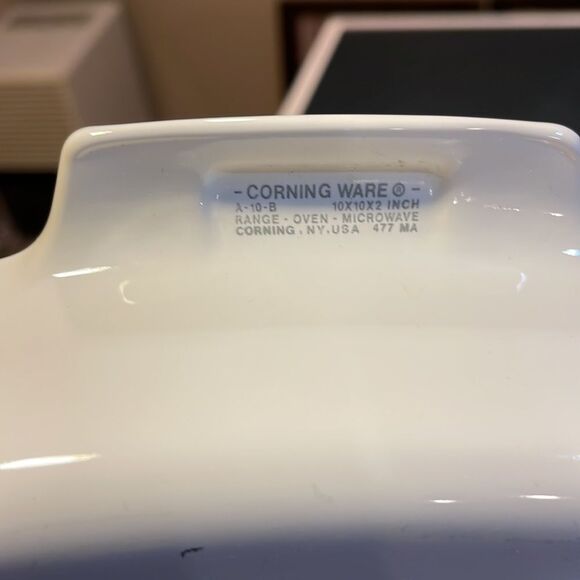 - CORNING WARE ® -
A-10-B 10X10X2 INCH
RANGE - OVEN - MICROWAVE
CORNING, NY. USA 477 MA